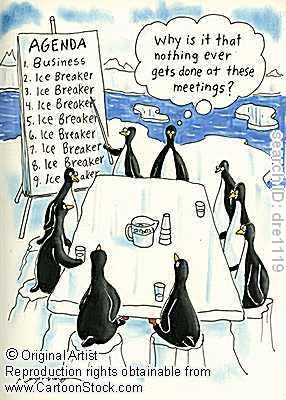 AGENDA
1. Business
2. Ice Breaker
3. Ice Breaker
4. Ice Breaker
5. Ice Breaker
6. Ice Breaker
7. Ice Breaker
8. Ice Breaker
9. Ice Breaker
Why is it that
nothing ever
gets done at these
meetings?
search ID: dre1119
© Original Artist
Reproduction rights obtainable from
www.CartoonStock.com